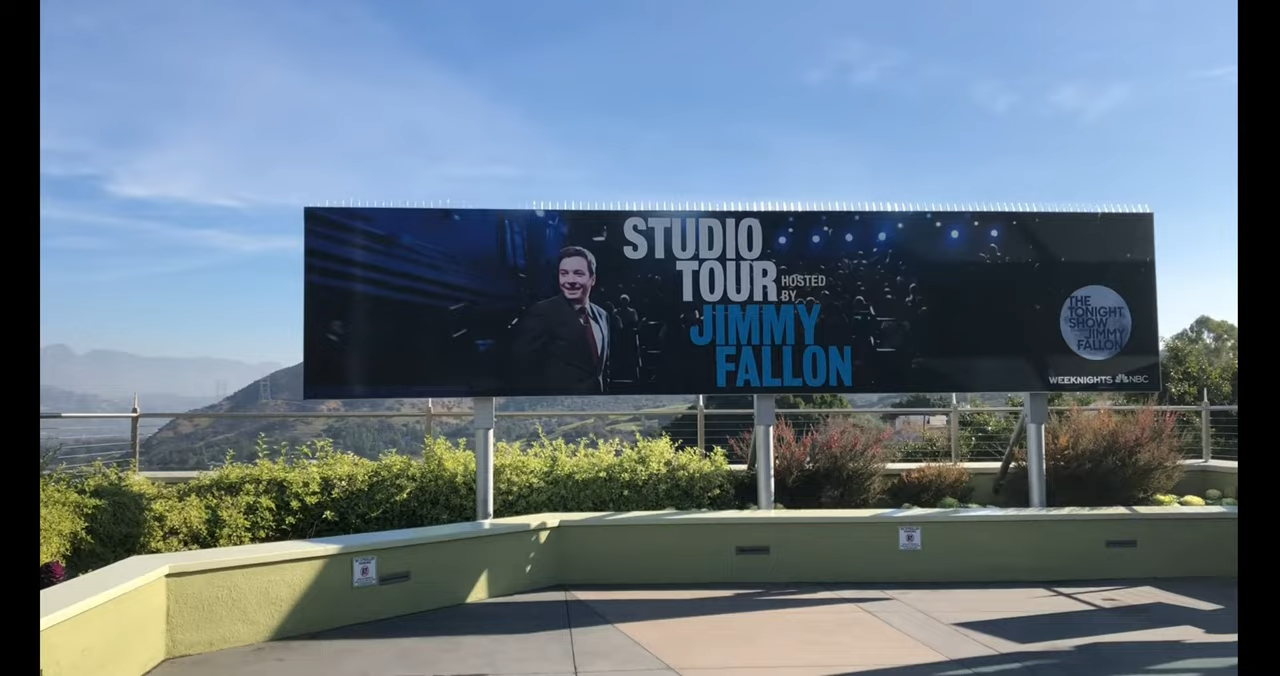 STUDIO
TOUR HOSTED
BY
JIMMY
FALLON
THE
TONIGHT
SHOW
JIMMY
FALLON
WEEKNIGHTS NBC